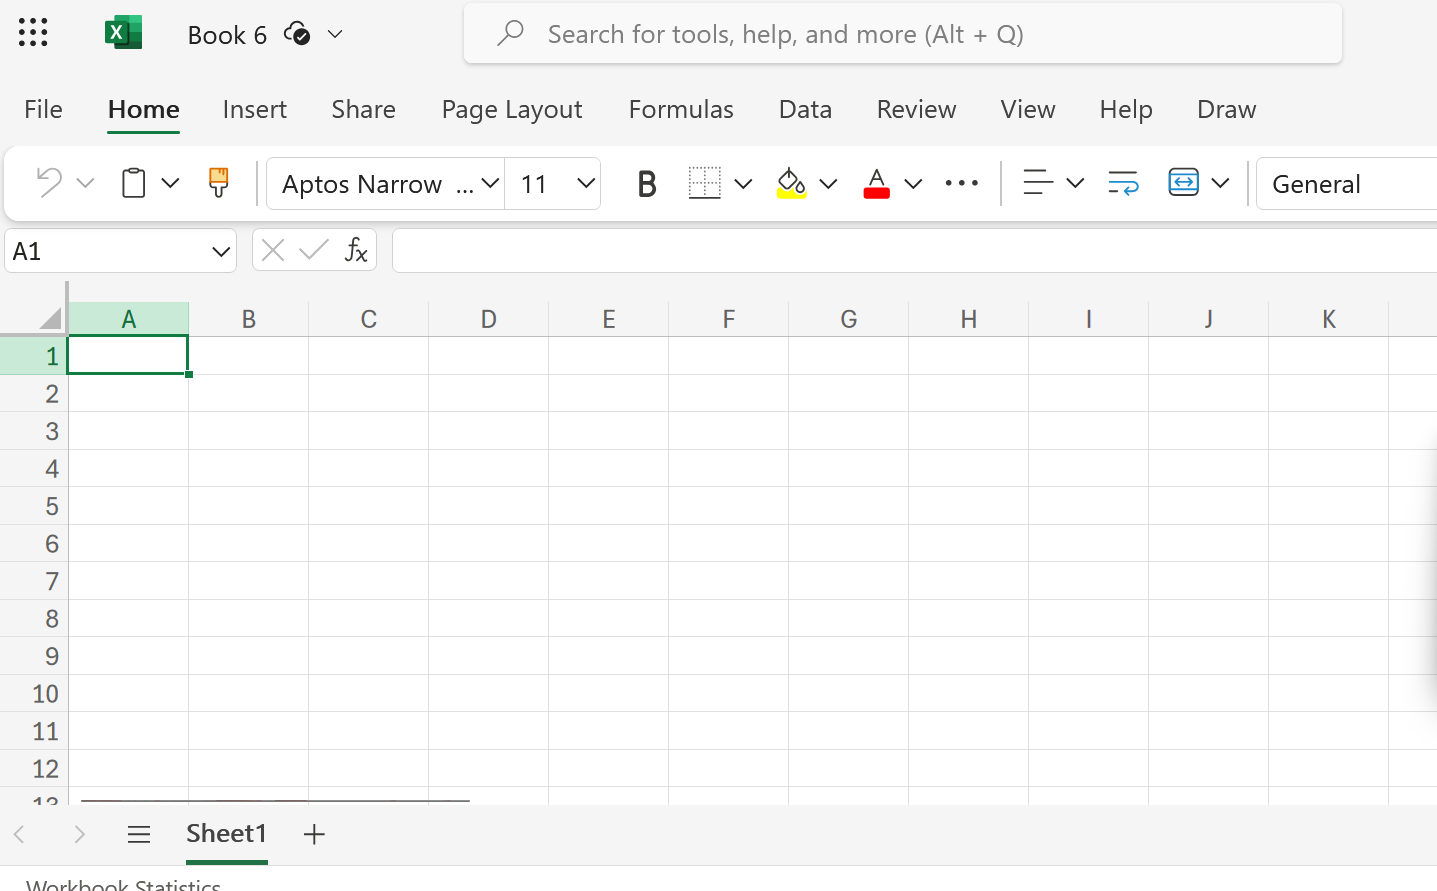 Book 6
Search for tools, help, and more (Alt + Q)
File Home Insert Share Page Layout Formulas Data Review View Help Draw
Aptos Narrow ... 11 B A General
A1 fx
A B C D E F G H I J K
1
2
3
4
5
6
7
8
9
10
11
12
13
Sheet1
Workbook Statistics